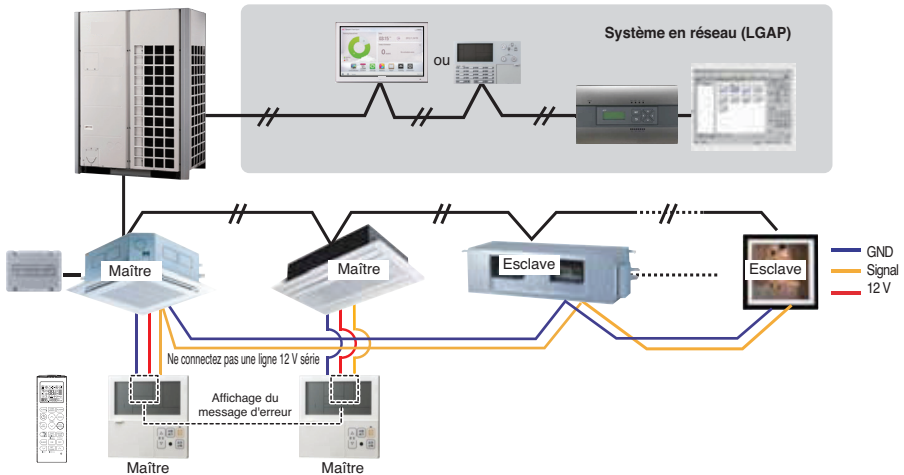 Système en réseau (LGAP)
ou
Maître
Maître
Esclave
Esclave
GND
Signal
12 V
Ne connectez pas une ligne 12 V série
Affichage du
message d'erreur
Maître
Maître